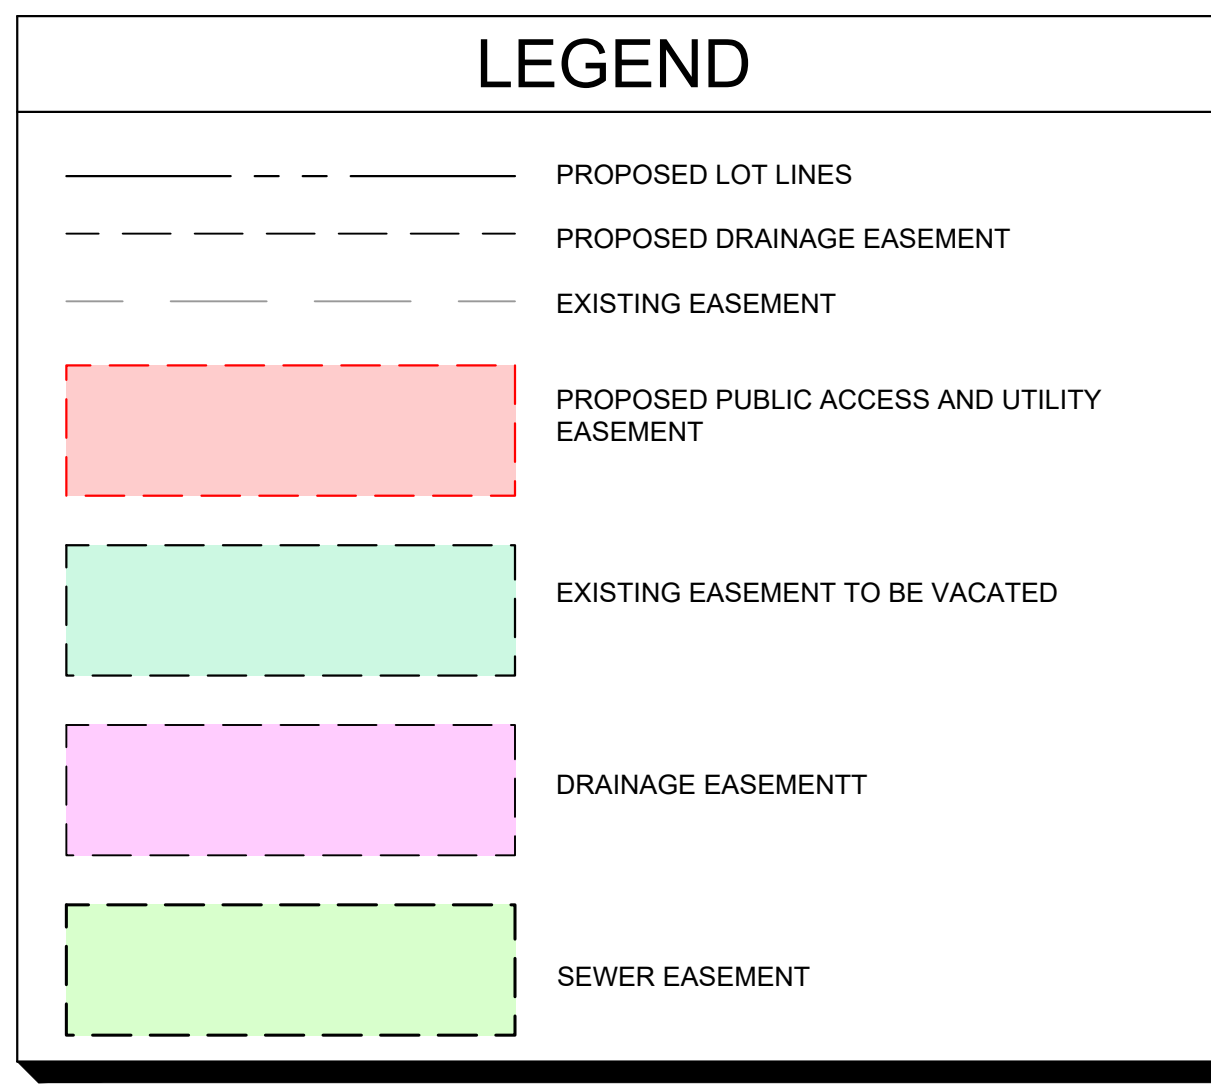 LEGEND
PROPOSED LOT LINES
PROPOSED DRAINAGE EASEMENT
EXISTING EASEMENT
PROPOSED PUBLIC ACCESS AND UTILITY
EASEMENT
EXISTING EASEMENT TO BE VACATED
DRAINAGE EASEMENTT
SEWER EASEMENT